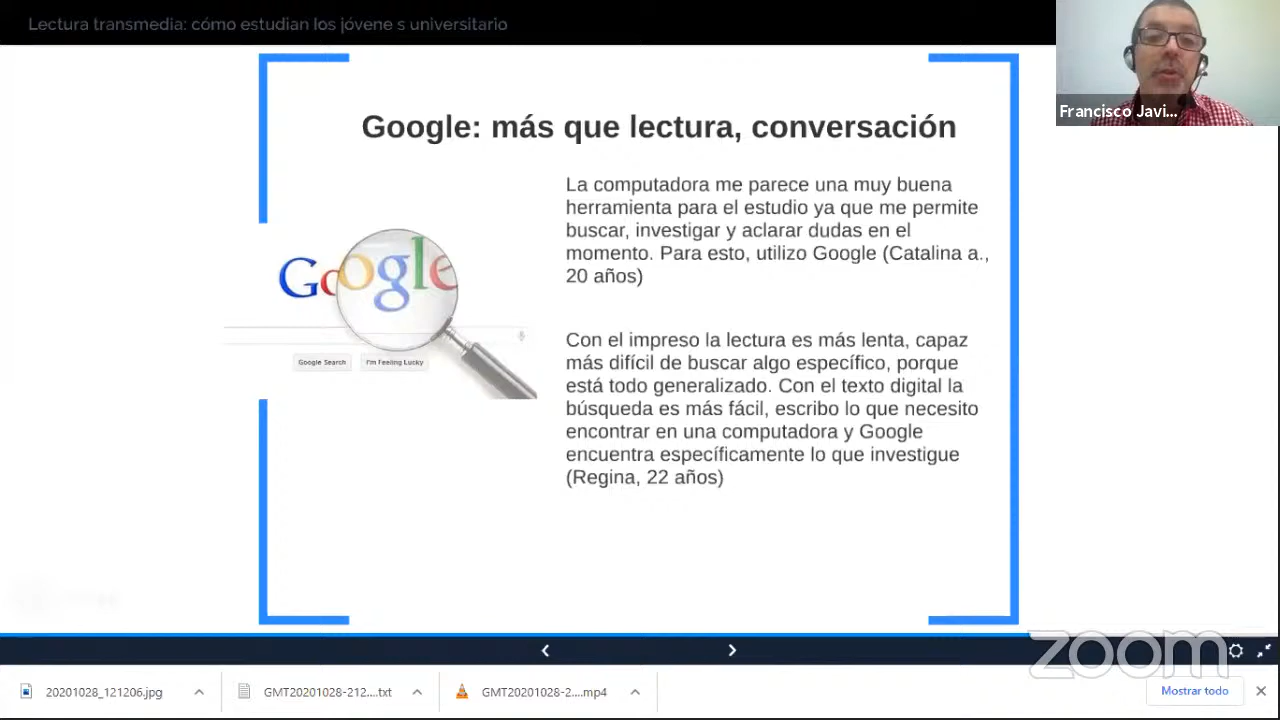 Lectura transmedia: cómo estudian los jóvene s universitario
Francisco Javi...
Google: más que lectura, conversación
La computadora me parece una muy buena
herramienta para el estudio ya que me permite
buscar, investigar y aclarar dudas en el
momento. Para esto, utilizo Google (Catalina a.,
20 años)
Google
Google Search
I'm Feeling Lucky
Con el impreso la lectura es más lenta, capaz
más difícil de buscar algo específico, porque
está todo generalizado. Con el texto digital la
búsqueda es más fácil, escribo lo que necesito
encontrar en una computadora y Google
encuentra específicamente lo que investigue
(Regina, 22 años)
zoom
20201028_121206.jpg
GMT20201028-212....txt
GMT20201028-2....mp4
Mostrar todo